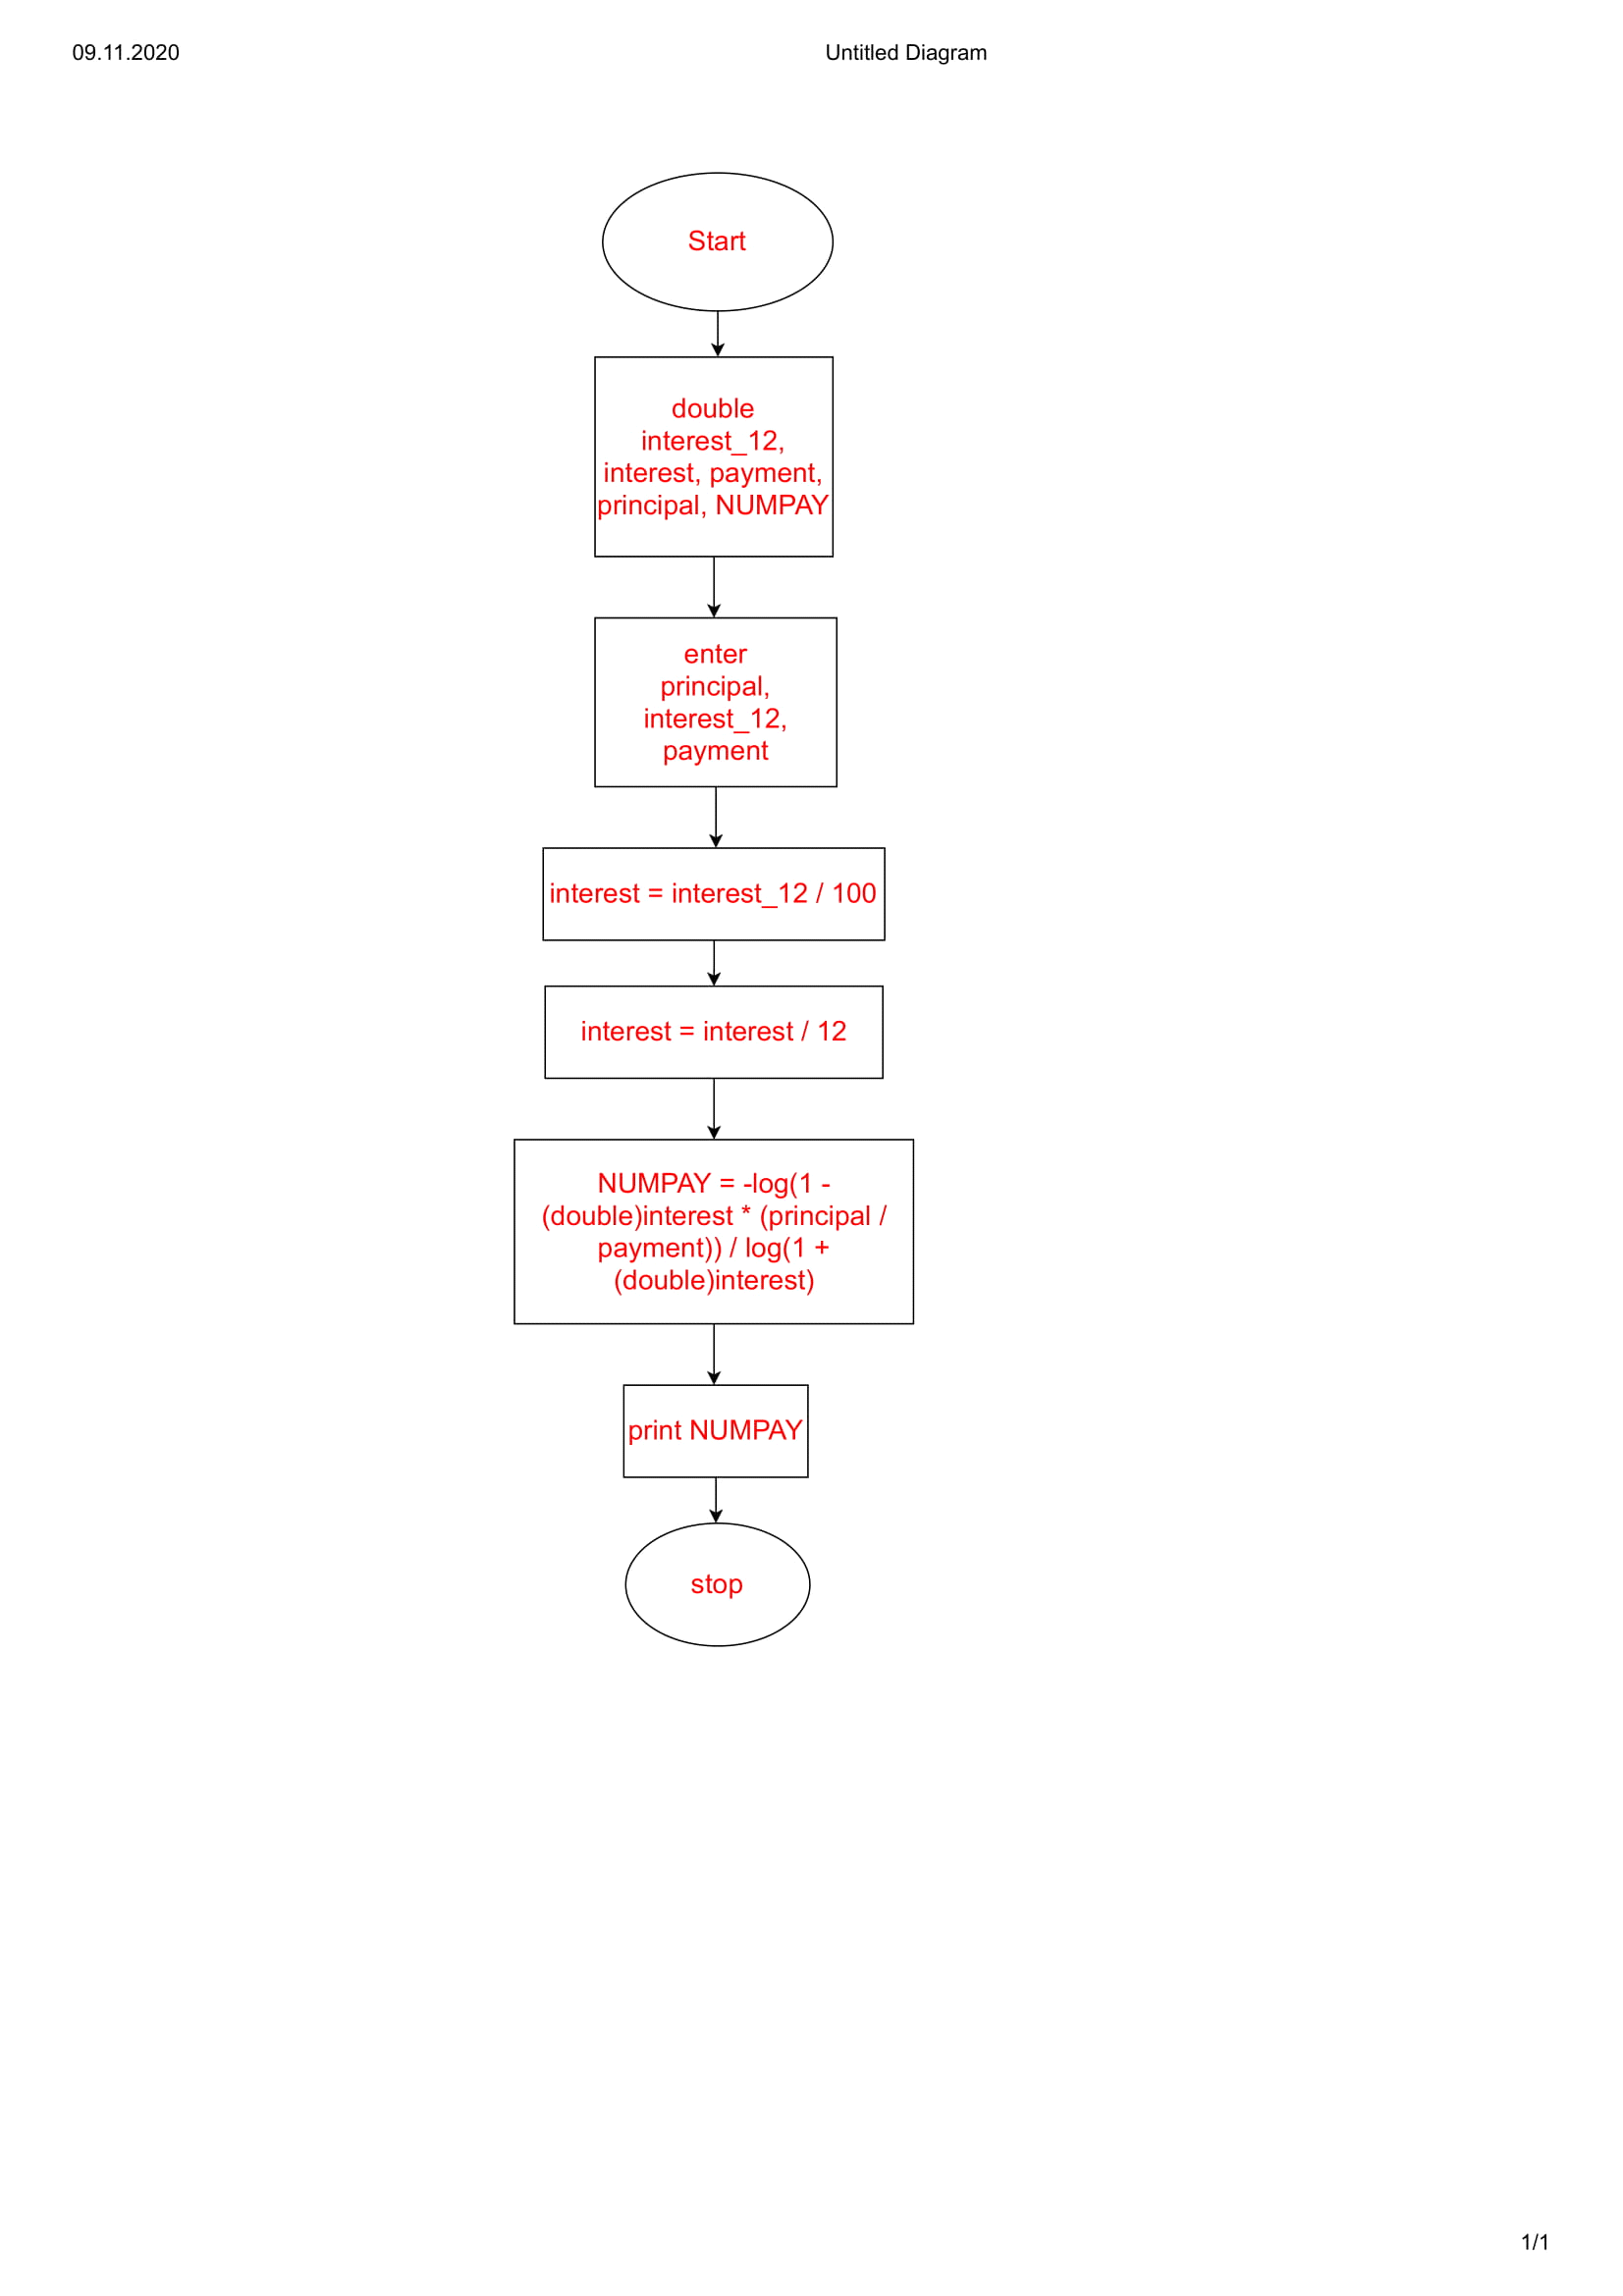 09.11.2020
Untitled Diagram
Start
double
interest_12,
interest, payment,
principal, NUMPAY
enter
principal,
interest_12,
payment
interest = interest_12 / 100
interest = interest / 12
NUMPAY = -log(1 -
(double)interest * (principal /
payment)) / log(1 +
(double)interest)
print NUMPAY
stop
1/1